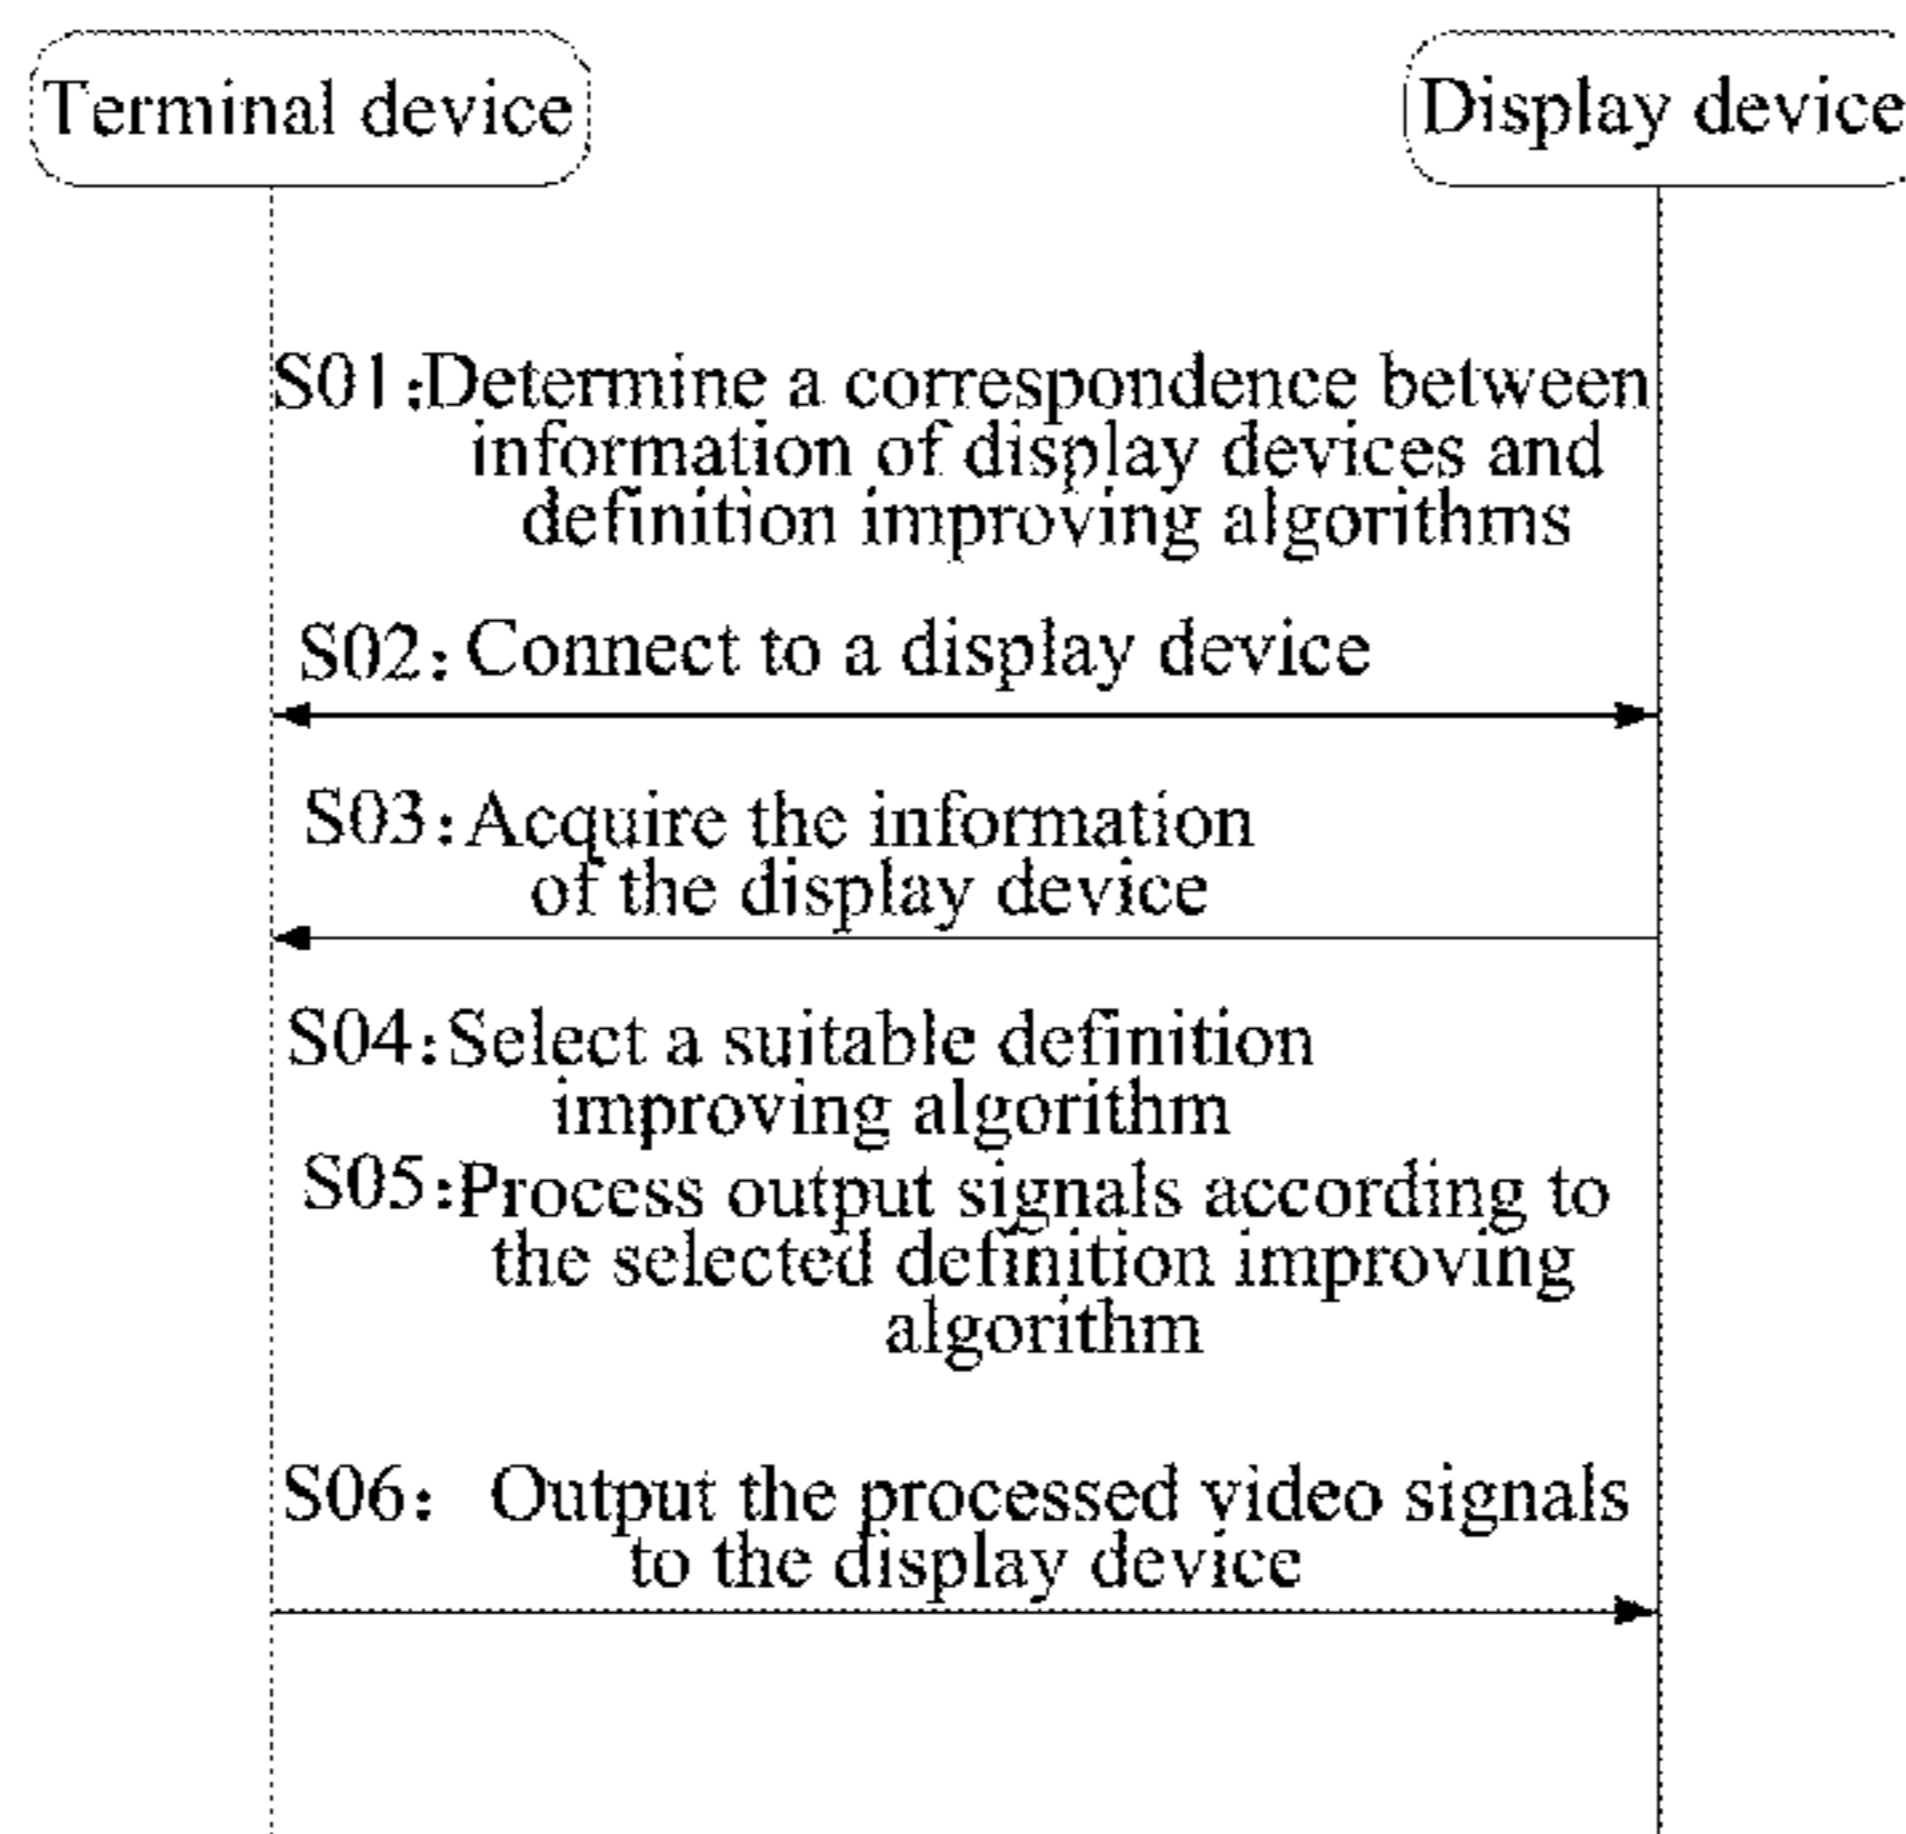 Terminal device
Display device
S01:Determine a correspondence between
information of display devices and
definition improving algorithms
S02: Connect to a display device
S03:Acquire the information
of the display device
S04:Select a suitable definition
improving algorithm
S05:Process output signals according to
the selected definition improving
algorithm
S06: Output the processed video signals
to the display device